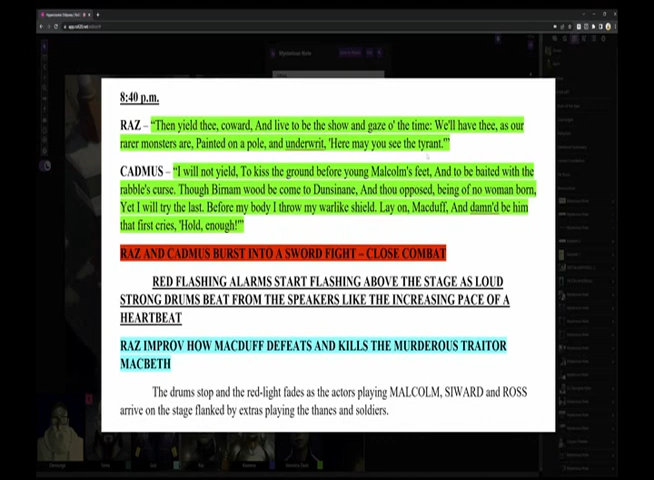 8:40 p.m.
RAZ – “Then yield thee, coward, And live to be the show and gaze o' the time: We'll have thee, as our
rarer monsters are, Painted on a pole, and underwrit, 'Here may you see the tyrant.'”
CADMUS – “I will not yield, To kiss the ground before young Malcolm's feet, And to be baited with the
rabble's curse. Though Birnam wood be come to Dunsinane, And thou opposed, being of no woman born,
Yet I will try the last. Before my body I throw my warlike shield. Lay on, Macduff, And damn'd be him
that first cries, 'Hold, enough!'”
RAZ AND CADMUS BURST INTO A SWORD FIGHT – CLOSE COMBAT
RED FLASHING ALARMS START FLASHING ABOVE THE STAGE AS LOUD
STRONG DRUMS BEAT FROM THE SPEAKERS LIKE THE INCREASING PACE OF A
HEARTBEAT
RAZ IMPROV HOW MACDUFF DEFEATS AND KILLS THE MURDEROUS TRAITOR
MACBETH
The drums stop and the red-light fades as the actors playing MALCOLM, SIWARD and ROSS
arrive on the stage flanked by extras playing the thanes and soldiers.